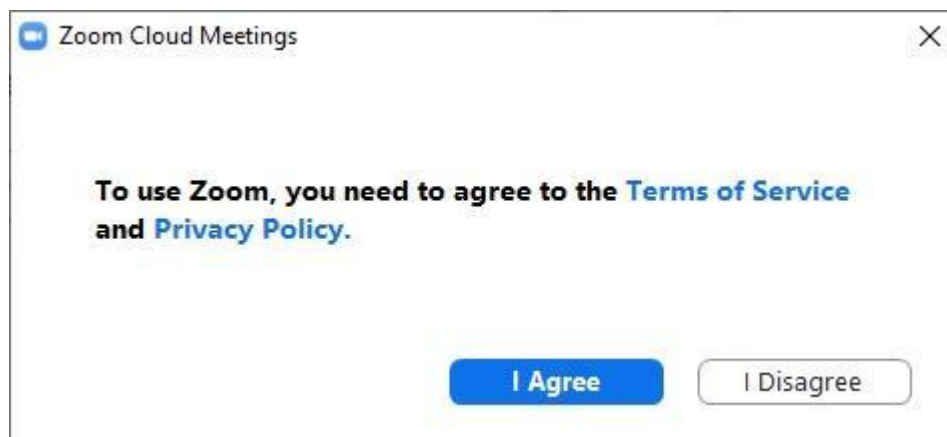 Zoom Cloud Meetings
To use Zoom, you need to agree to the Terms of Service
and Privacy Policy.
I Agree
I Disagree